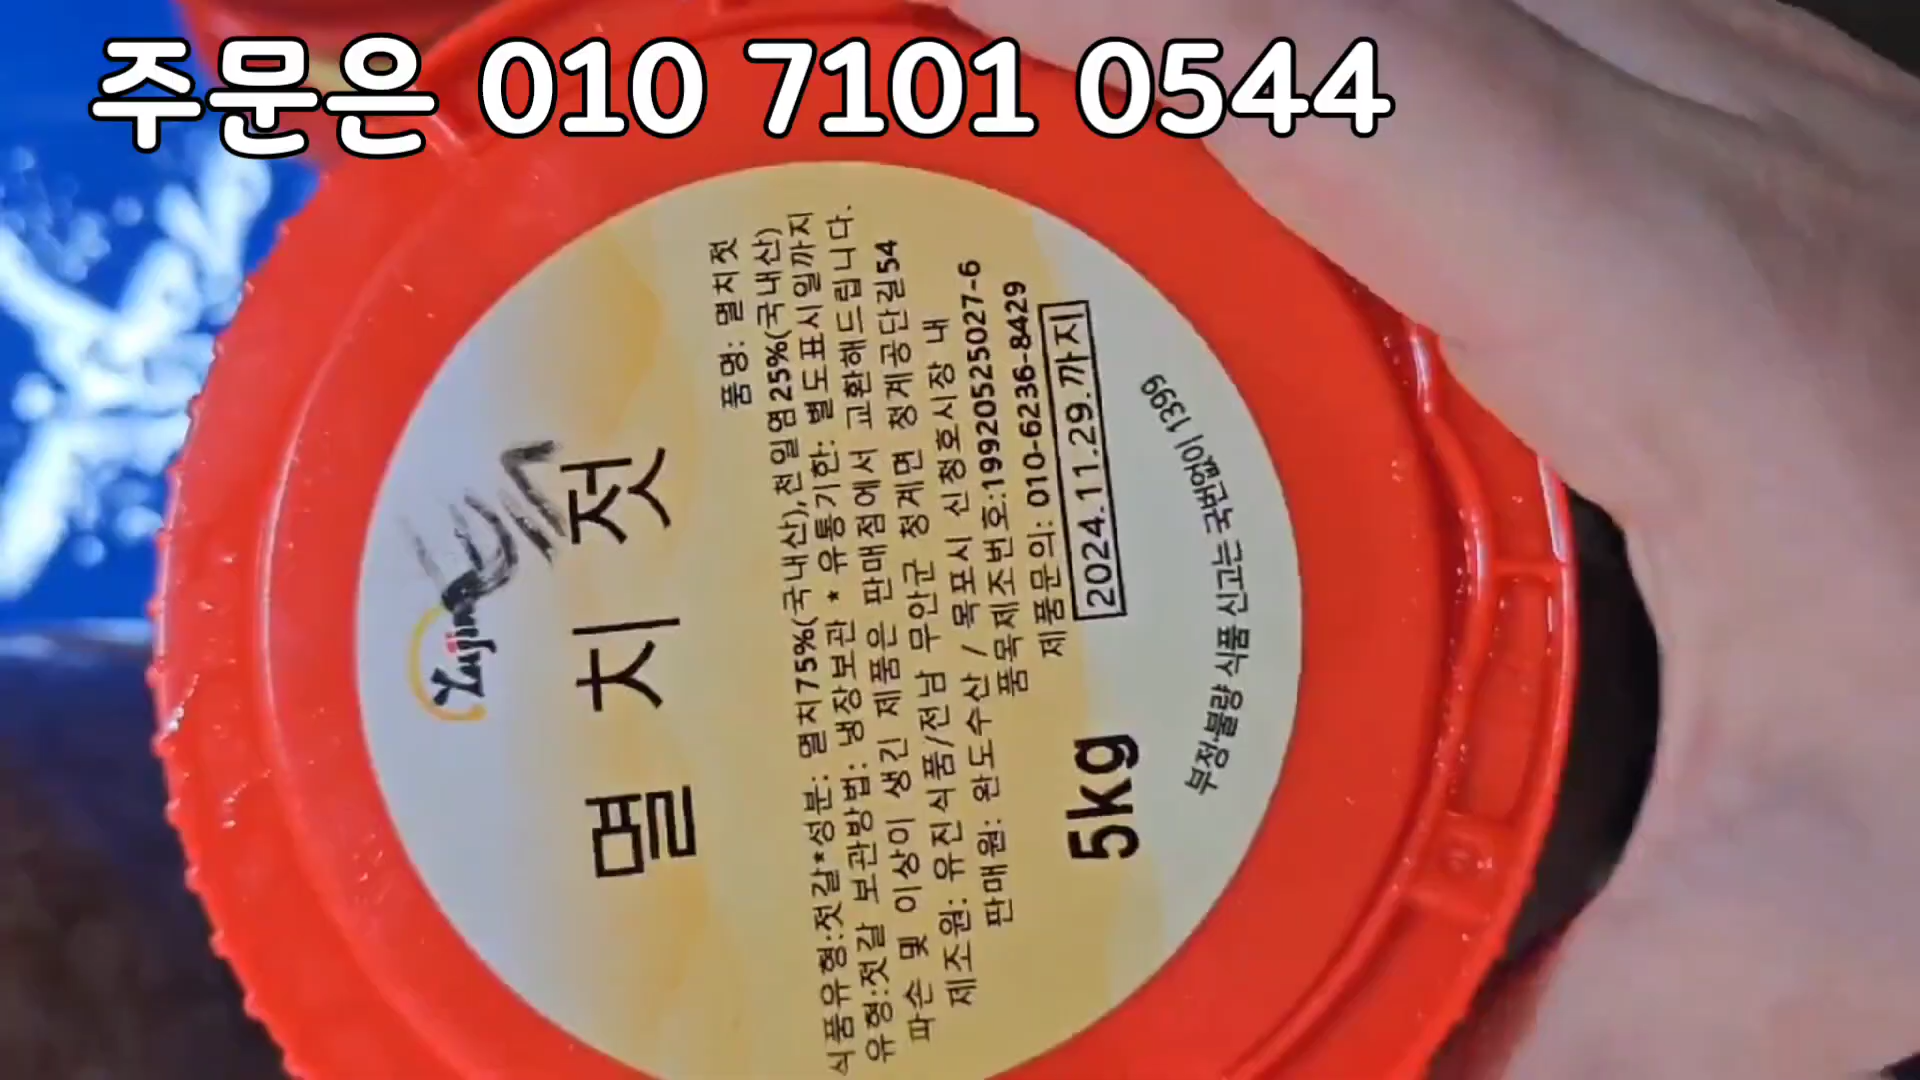 주문은 010 7101 0544
Yujin
멸치젓
품명: 멸치젓
식품유형:젓갈*성분: 멸치75%(국내산),천일염25%(국내산)
유형:젓갈 보관방법: 냉장보관 * 유통기한: 별도표시일까지
파손 및 이상이 생긴 제품은 판매점에서 교환해드립니다.
제조원: 유진식품/전남 무안군 청계면 청계공단길54
판매원: 완도수산 / 목포시 신청호시장 내
품목제조번호:19920525027-6
제품문의: 010-6236-8429
5kg
2024.11.29.까지
부정·불량 식품 신고는 국번없이 1399